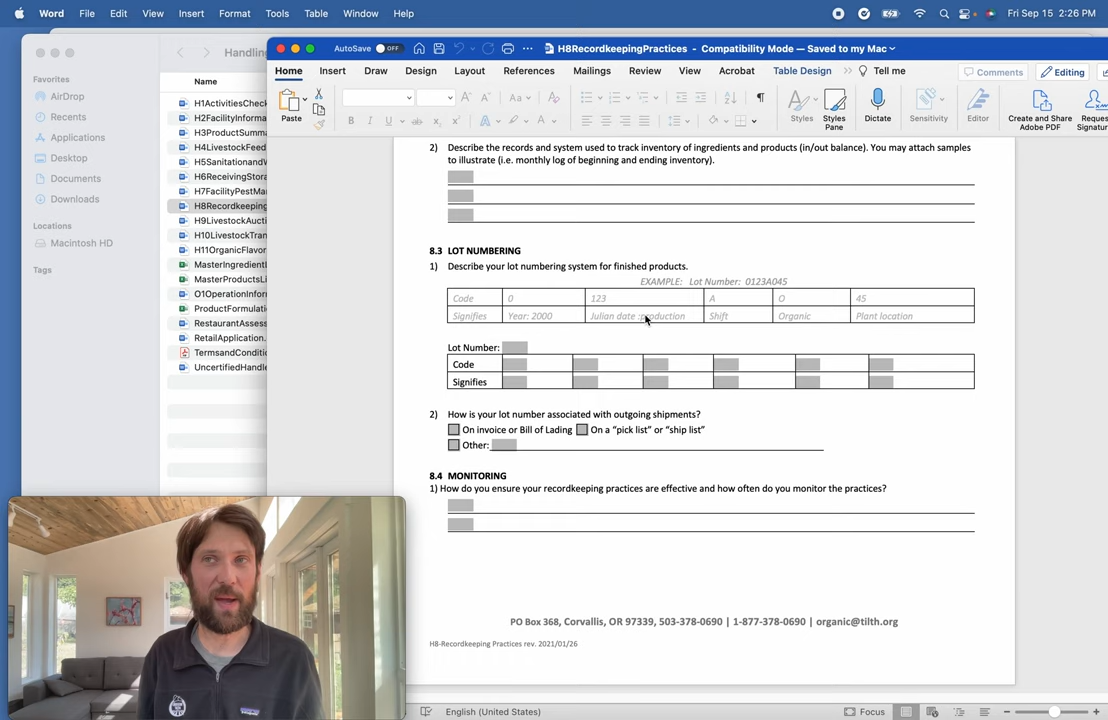 Word File Edit View Insert Format Tools Table Window Help Fri Sep 15 2:26 PM
AutoSave OFF H8RecordkeepingPractices - Compatibility Mode — Saved to my Mac
Handling
Home Insert Draw Design Layout References Mailings Review View Acrobat Table Design Tell me Comments Editing
Paste
Aa
Styles
Styles Pane
Dictate
Sensitivity
Editor
Create and Share Adobe PDF
Request Signatur
Favorites
AirDrop
Recents
Applications
Desktop
Documents
Downloads
Locations
Macintosh HD
Tags
Name
H1ActivitiesCheck
H2FacilityInforma
H3ProductSumma
H4LivestockFeed
H5SanitationandW
H6ReceivingStora
H7FacilityPestMa
H8Recordkeeping
H9LivestockAucti
H10LivestockTran
H11OrganicFlavor
MasterIngredientL
MasterProductsLi
O1OperationInforr
ProductFormulati
RestaurantAssess
RetailApplication.
TermsandConditio
UncertifiedHandle
2) Describe the records and system used to track inventory of ingredients and products (in/out balance). You may attach samples
to illustrate (i.e. monthly log of beginning and ending inventory).
8.3 LOT NUMBERING
1) Describe your lot numbering system for finished products.
EXAMPLE: Lot Number: 0123A045
Code 0 123 A O 45
Signifies Year: 2000 Julian date :production Shift Organic Plant location
Lot Number:
Code
Signifies
2) How is your lot number associated with outgoing shipments?
On invoice or Bill of Lading On a “pick list” or “ship list”
Other:
8.4 MONITORING
1) How do you ensure your recordkeeping practices are effective and how often do you monitor the practices?
PO Box 368, Corvallis, OR 97339, 503-378-0690 | 1-877-378-0690 | organic@tilth.org
H8-Recordkeeping Practices rev. 2021/01/26
English (United States) Focus